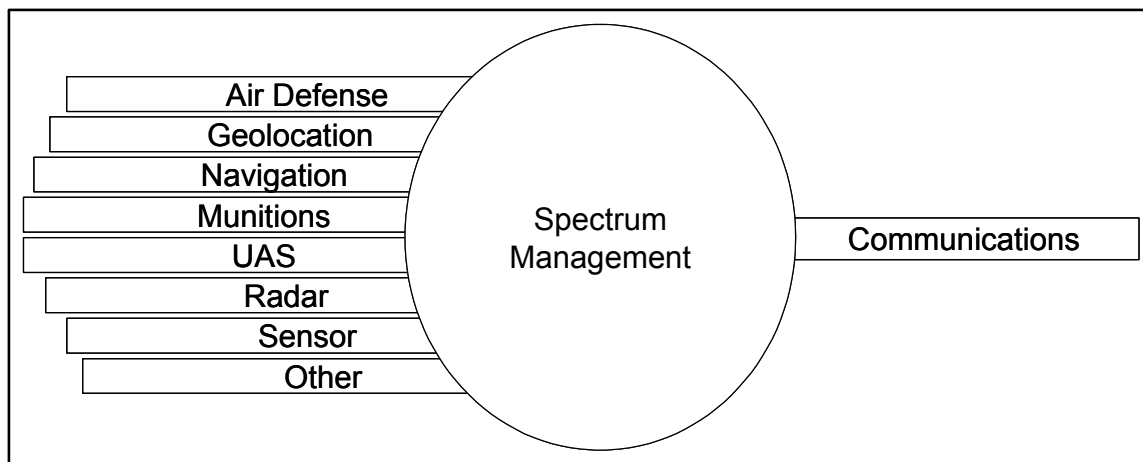 Air Defense
Geolocation
Navigation
Munitions
UAS
Radar
Sensor
Other
Spectrum
Management
Communications